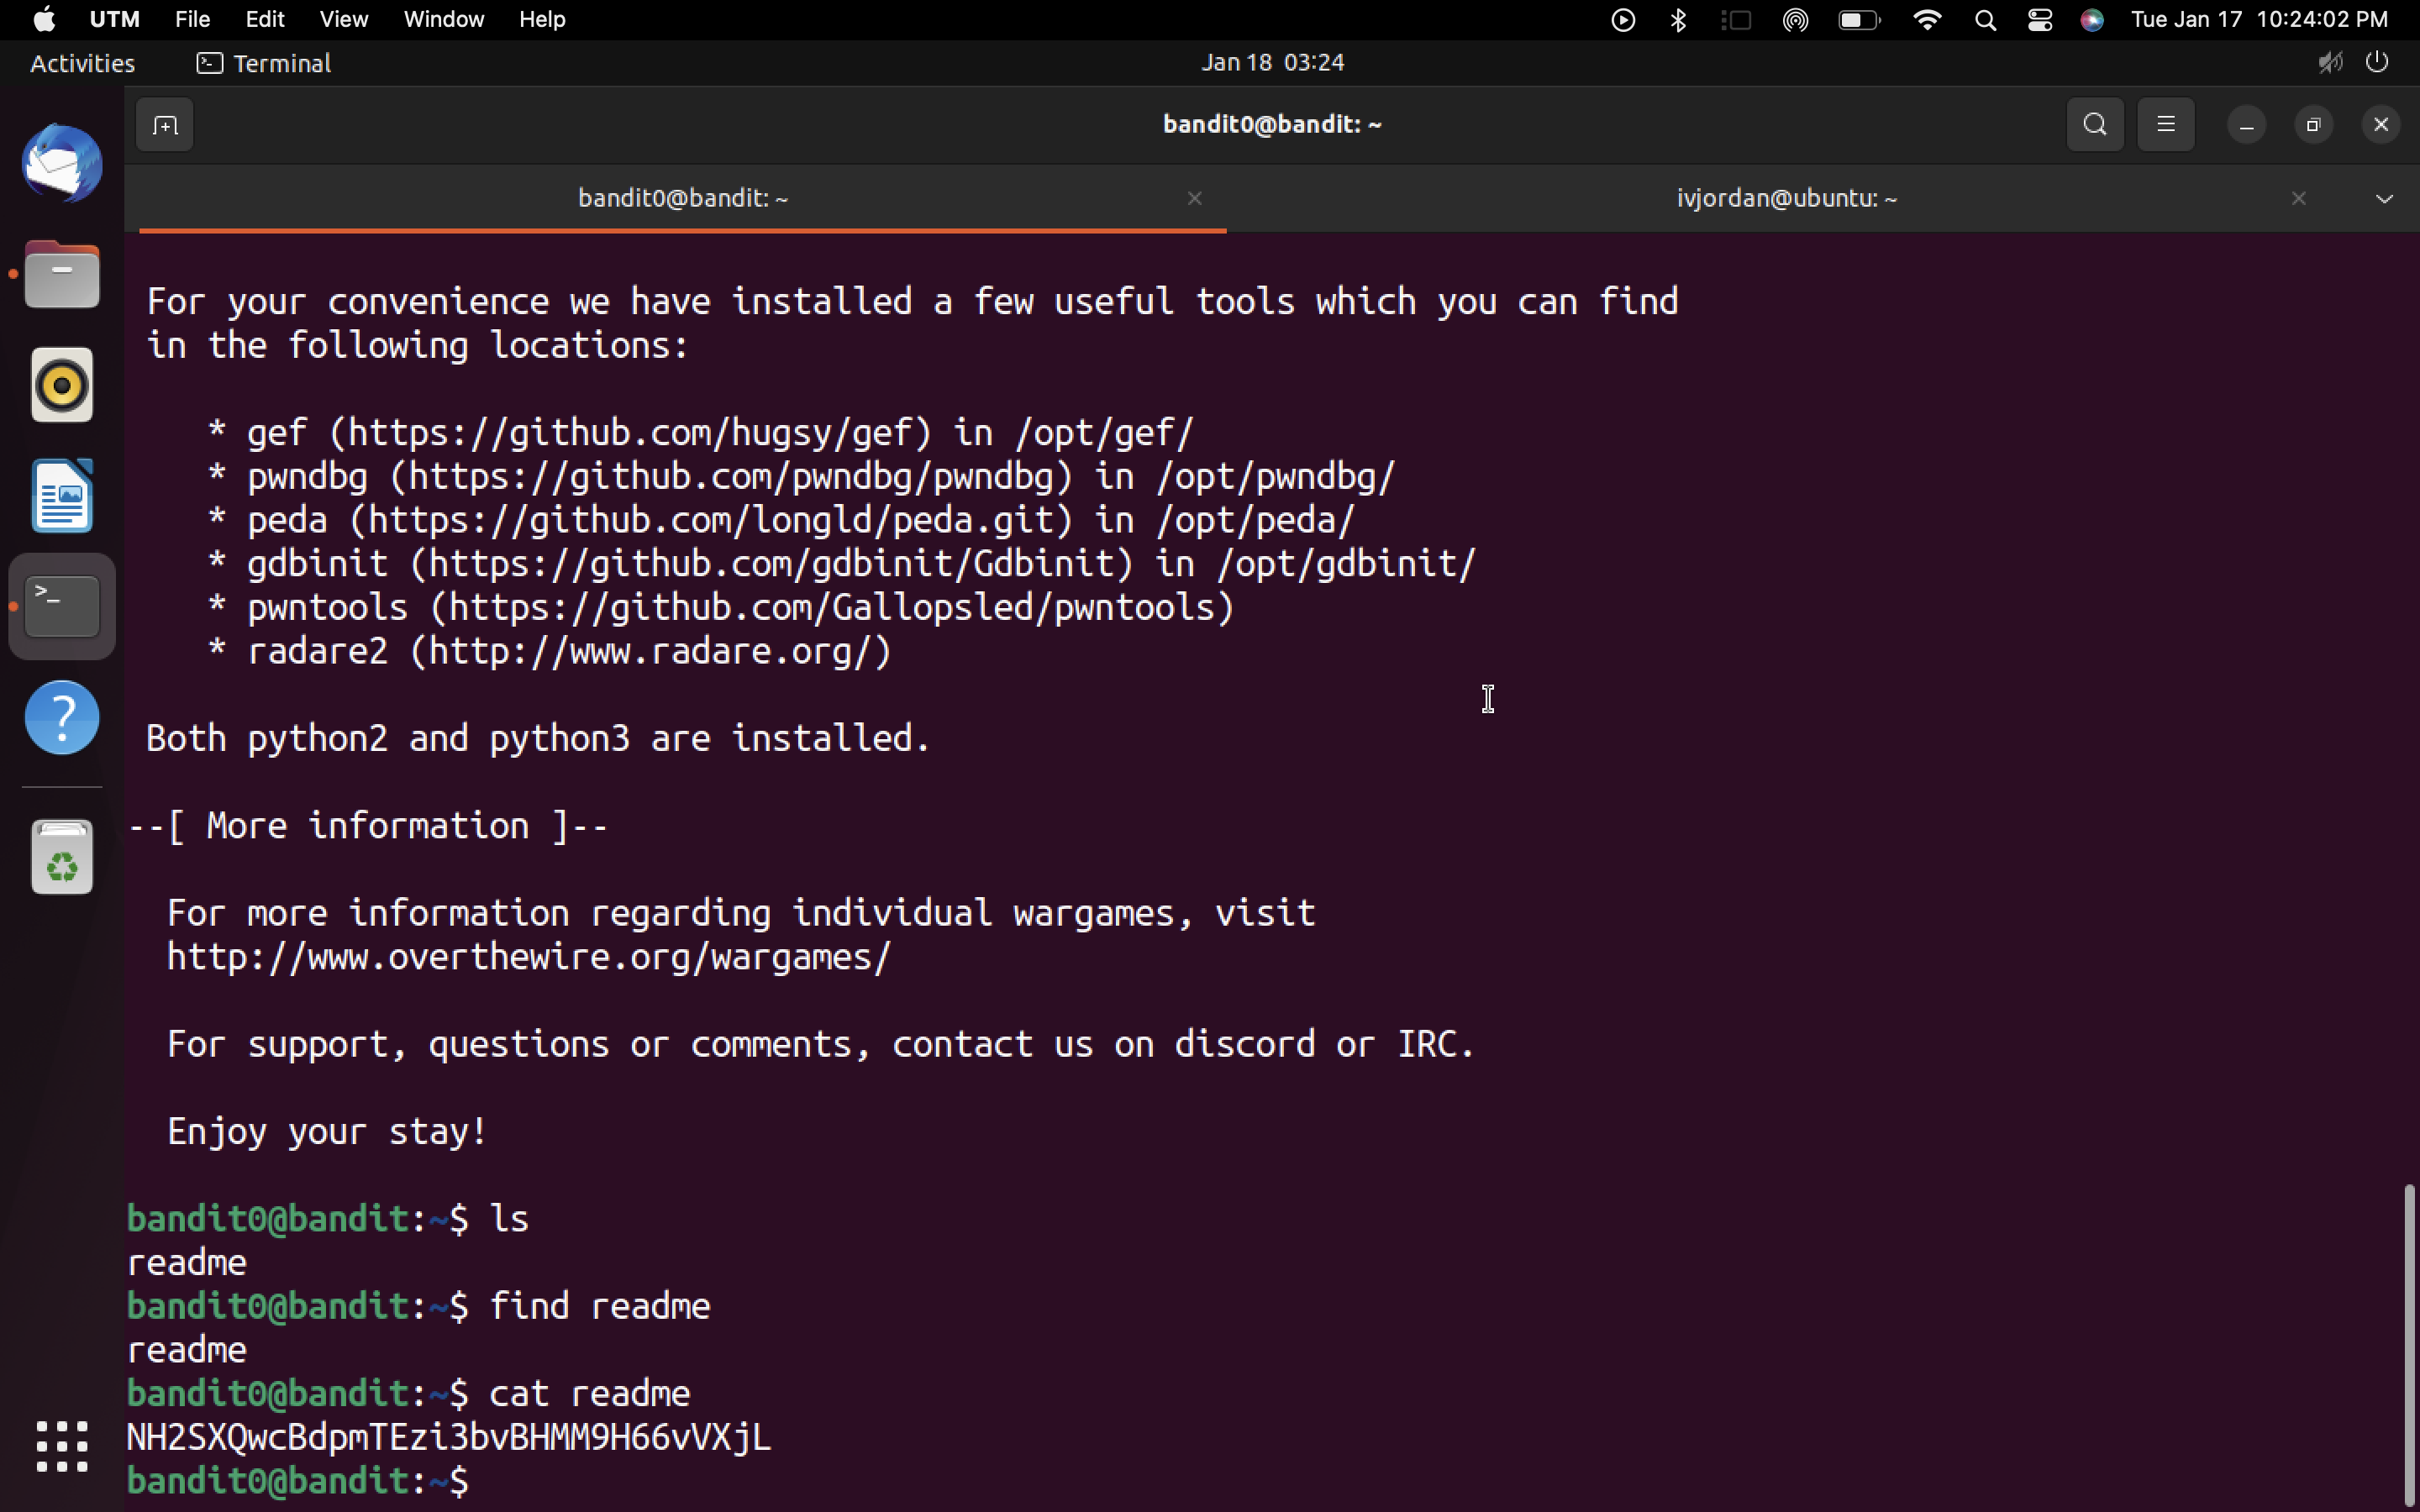 UTM File Edit View Window Help Tue Jan 17 10:24:02 PM
Activities Terminal Jan 18 03:24
bandit0@bandit: ~
bandit0@bandit: ~ ivjordan@ubuntu: ~
For your convenience we have installed a few useful tools which you can find
in the following locations:
* gef (https://github.com/hugsy/gef) in /opt/gef/
* pwndbg (https://github.com/pwndbg/pwndbg) in /opt/pwndbg/
* peda (https://github.com/longld/peda.git) in /opt/peda/
* gdbinit (https://github.com/gdbinit/Gdbinit) in /opt/gdbinit/
* pwntools (https://github.com/Gallopsled/pwntools)
* radare2 (http://www.radare.org/)
Both python2 and python3 are installed.
--[ More information ]--
For more information regarding individual wargames, visit
http://www.overthewire.org/wargames/
For support, questions or comments, contact us on discord or IRC.
Enjoy your stay!
bandit0@bandit:~$ ls
readme
bandit0@bandit:~$ find readme
readme
bandit0@bandit:~$ cat readme
NH2SXQwcBdpmTEzi3bvBHMM9H66vVXjL
bandit0@bandit:~$